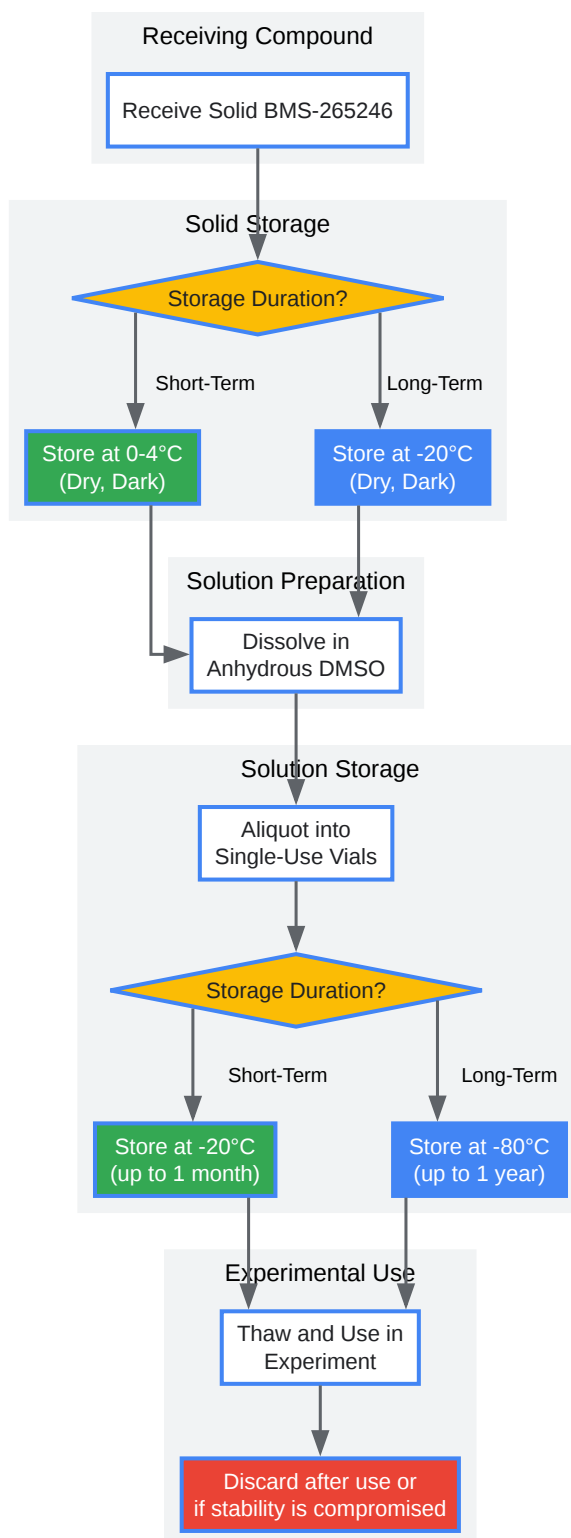 Receiving Compound
Receive Solid BMS-265246
Solid Storage
Storage Duration?
Short-Term
Long-Term
Store at 0-4°C
(Dry, Dark)
Store at -20°C
(Dry, Dark)
Solution Preparation
Dissolve in
Anhydrous DMSO
Solution Storage
Aliquot into
Single-Use Vials
Storage Duration?
Short-Term
Long-Term
Store at -20°C
(up to 1 month)
Store at -80°C
(up to 1 year)
Experimental Use
Thaw and Use in
Experiment
Discard after use or
if stability is compromised